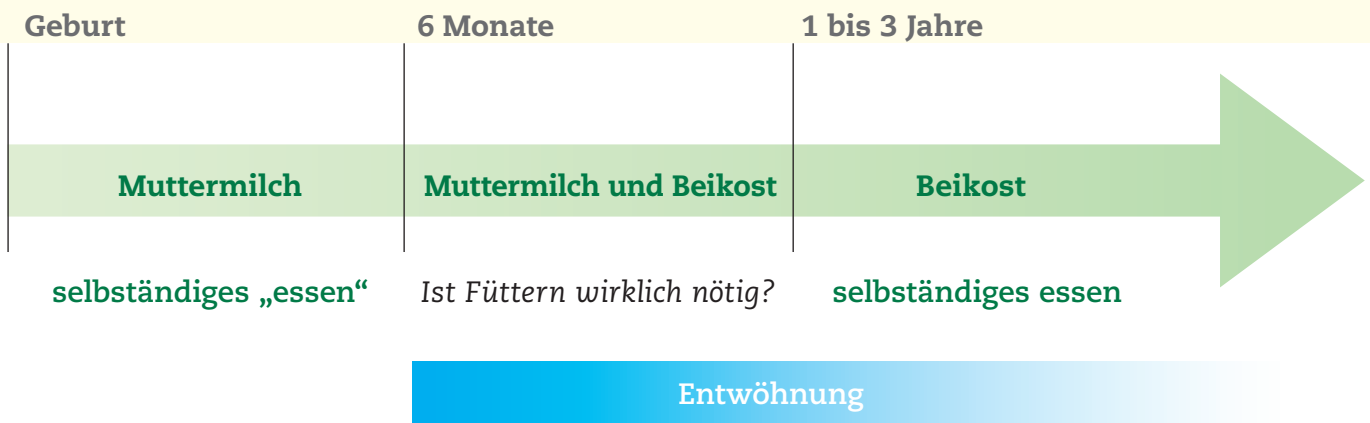 Geburt
6 Monate
1 bis 3 Jahre
Muttermilch
Muttermilch und Beikost
Beikost
selbständiges „essen“
Ist Füttern wirklich nötig?
selbständiges essen
Entwöhnung